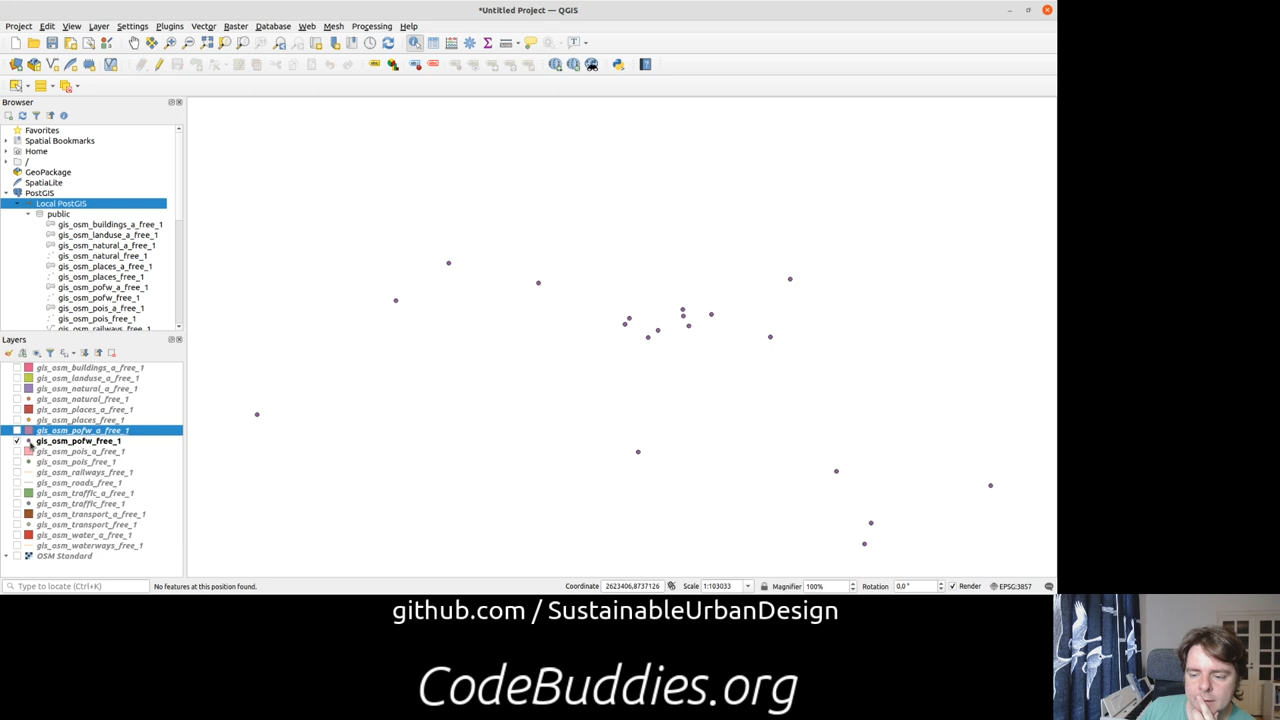 *Untitled Project — QGIS
Project Edit View Layer Settings Plugins Vector Raster Database Web Mesh Processing Help
Browser
Favorites
Spatial Bookmarks
Home
/
GeoPackage
SpatiaLite
PostGIS
Local PostGIS
public
gis_osm_buildings_a_free_1
gis_osm_landuse_a_free_1
gis_osm_natural_a_free_1
gis_osm_natural_free_1
gis_osm_places_a_free_1
gis_osm_places_free_1
gis_osm_pofw_a_free_1
gis_osm_pofw_free_1
gis_osm_pois_a_free_1
gis_osm_pois_free_1
gis_osm_railways_free_1
Layers
gis_osm_buildings_a_free_1
gis_osm_landuse_a_free_1
gis_osm_natural_a_free_1
gis_osm_natural_free_1
gis_osm_places_a_free_1
gis_osm_places_free_1
gis_osm_pofw_a_free_1
gis_osm_pofw_free_1
gis_osm_pois_a_free_1
gis_osm_pois_free_1
gis_osm_railways_free_1
gis_osm_roads_free_1
gis_osm_traffic_a_free_1
gis_osm_traffic_free_1
gis_osm_transport_a_free_1
gis_osm_transport_free_1
gis_osm_water_a_free_1
gis_osm_waterways_free_1
OSM Standard
Type to locate (Ctrl+K) No features at this position found. Coordinate 2623406,8737126 Scale 1:103033 Magnifier 100% Rotation 0,0 ° Render EPSG:3857
github.com / SustainableUrbanDesign
CodeBuddies.org